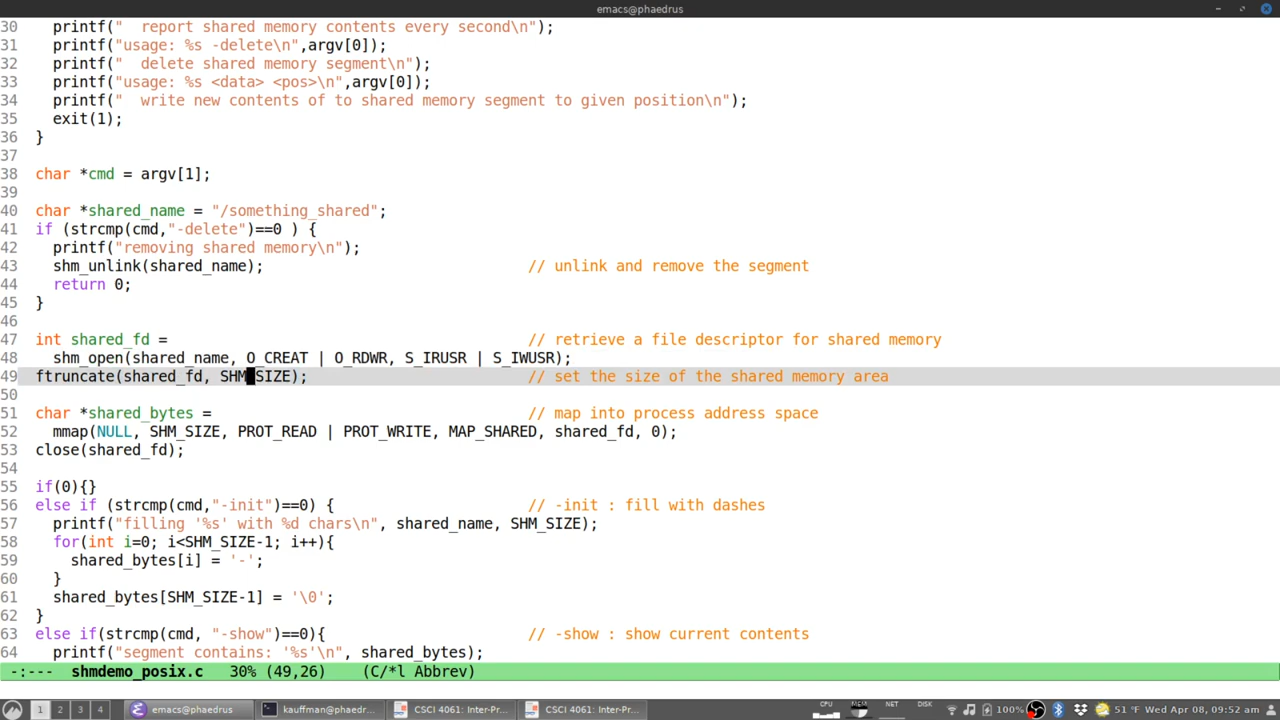 emacs@phaedrus
30 printf("  report shared memory contents every second\n");
31 printf("usage: %s -delete\n",argv[0]);
32 printf("  delete shared memory segment\n");
33 printf("usage: %s <data> <pos>\n",argv[0]);
34 printf("  write new contents of to shared memory segment to given position\n");
35 exit(1);
36 }
37
38 char *cmd = argv[1];
39
40 char *shared_name = "/something_shared";
41 if (strcmp(cmd,"-delete")==0 ) {
42 printf("removing shared memory\n");
43 shm_unlink(shared_name); // unlink and remove the segment
44 return 0;
45 }
46
47 int shared_fd = // retrieve a file descriptor for shared memory
48 shm_open(shared_name, O_CREAT | O_RDWR, S_IRUSR | S_IWUSR);
49 ftruncate(shared_fd, SHM_SIZE); // set the size of the shared memory area
50
51 char *shared_bytes = // map into process address space
52 mmap(NULL, SHM_SIZE, PROT_READ | PROT_WRITE, MAP_SHARED, shared_fd, 0);
53 close(shared_fd);
54
55 if(0){}
56 else if (strcmp(cmd,"-init")==0) { // -init : fill with dashes
57 printf("filling '%s' with %d chars\n", shared_name, SHM_SIZE);
58 for(int i=0; i<SHM_SIZE-1; i++){
59 shared_bytes[i] = '-';
60 }
61 shared_bytes[SHM_SIZE-1] = '\0';
62 }
63 else if(strcmp(cmd, "-show")==0){ // -show : show current contents
64 printf("segment contains: '%s'\n", shared_bytes);
-:--- shmdemo_posix.c 30% (49,26) (C/*l Abbrev)
1 2 3 4 emacs@phaedrus kauffman@phaedr... CSCI 4061: Inter-Pr... CSCI 4061: Inter-Pr... CPU MEM NET DISK 100% 51 °F Wed Apr 08, 09:52 am